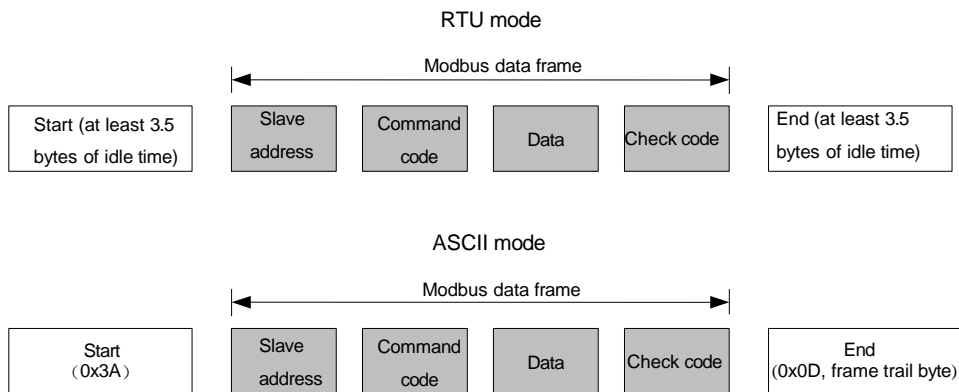 RTU mode
Modbus data frame
Start (at least 3.5
bytes of idle time)
Slave
address
Command
code
Data
Check code
End (at least 3.5
bytes of idle time)
ASCII mode
Modbus data frame
Start
（0x3A）
Slave
address
Command
code
Data
Check code
End
(0x0D, frame trail byte)